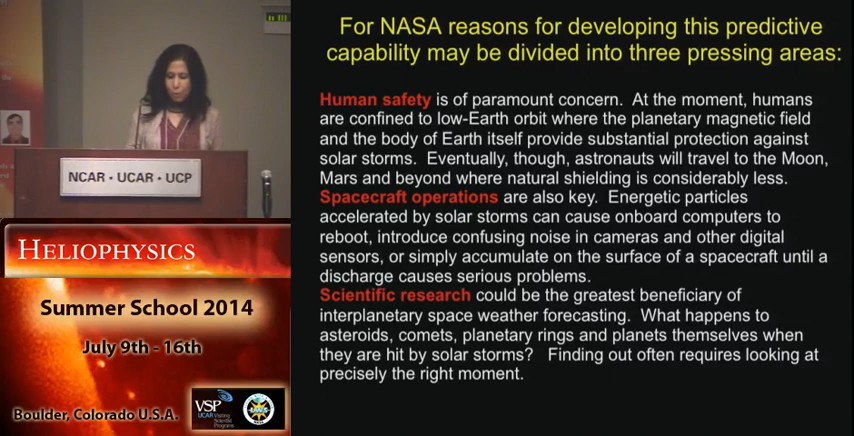 For NASA reasons for developing this predictive
capability may be divided into three pressing areas:
Human safety is of paramount concern. At the moment, humans
are confined to low-Earth orbit where the planetary magnetic field
and the body of Earth itself provide substantial protection against
solar storms. Eventually, though, astronauts will travel to the Moon,
Mars and beyond where natural shielding is considerably less.
Spacecraft operations are also key. Energetic particles
accelerated by solar storms can cause onboard computers to
reboot, introduce confusing noise in cameras and other digital
sensors, or simply accumulate on the surface of a spacecraft until a
discharge causes serious problems.
Scientific research could be the greatest beneficiary of
interplanetary space weather forecasting. What happens to
asteroids, comets, planetary rings and planets themselves when
they are hit by solar storms? Finding out often requires looking at
precisely the right moment.
NCAR • UCAR • UCP
HELIOPHYSICS
Summer School 2014
July 9th - 16th
Boulder, Colorado U.S.A.
VSP
UCAR Visiting
Scientist
Programs